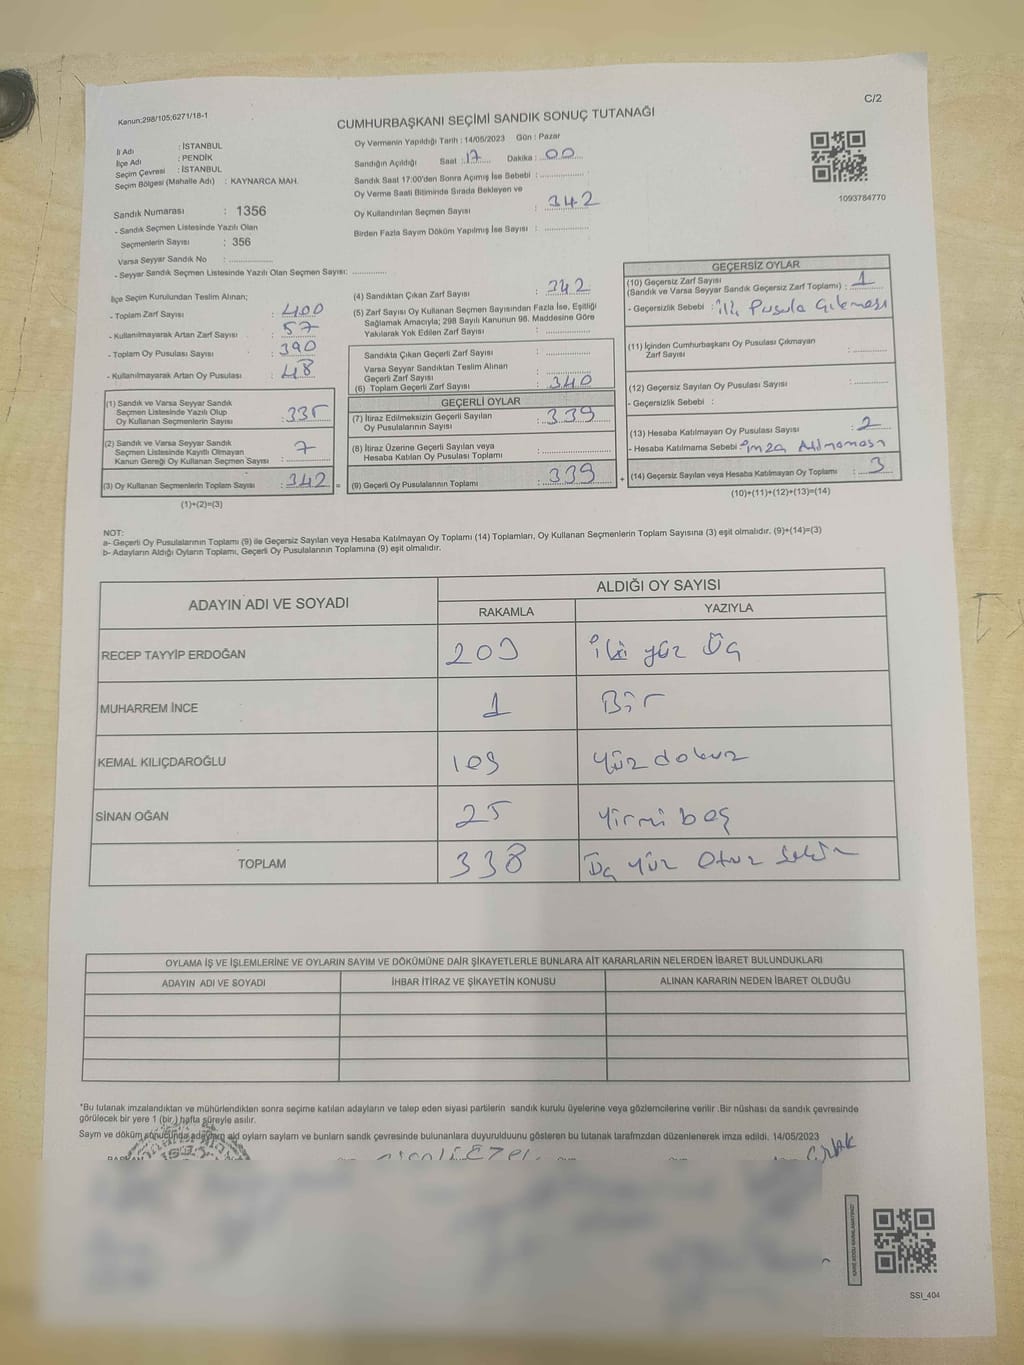 C/2
Kanun:298/105;6271/18-1
CUMHURBAŞKANI SEÇİMİ SANDIK SONUÇ TUTANAĞI
İl Adı : İSTANBUL
İlçe Adı : PENDİK
Seçim Çevresi : İSTANBUL
Seçim Bölgesi (Mahalle Adı) : KAYNARCA MAH.
Oy Vermenin Yapıldığı Tarih : 14/05/2023 Gün : Pazar
Sandığın Açıldığı Saat : 17 Dakika : 00
Sandık Saat 17:00'den Sonra Açımış İse Sebebi :
Oy Verme Saati Bitiminde Sırada Bekleyen ve
Oy Kullandırılan Seçmen Sayısı : 342
Birden Fazla Sayım Döküm Yapılmış İse Sayısı :
1093784770
Sandık Numarası : 1356
- Sandık Seçmen Listesinde Yazılı Olan
Seçmenlerin Sayısı : 356
Varsa Seyyar Sandık No :
- Seyyar Sandık Seçmen Listesinde Yazılı Olan Seçmen Sayısı:
İlçe Seçim Kurulundan Teslim Alınan;
- Toplam Zarf Sayısı : 400
- Kullanılmayarak Artan Zarf Sayısı : 57
- Toplam Oy Pusulası Sayısı : 390
- Kullanılmayarak Artan Oy Pusulası : 48
(1) Sandık ve Varsa Seyyar Sandık
Seçmen Listesinde Yazılı Olup
Oy Kullanan Seçmenlerin Sayısı : 335
(2) Sandık ve Varsa Seyyar Sandık
Seçmen Listesinde Kayıtlı Olmayan
Kanun Gereği Oy Kullanan Seçmen Sayısı : 7
(3) Oy Kullanan Seçmenlerin Toplam Sayısı : 342 =
(1)+(2)=(3)
(4) Sandıktan Çıkan Zarf Sayısı : 342
(5) Zarf Sayısı Oy Kullanan Seçmen Sayısından Fazla İse, Eşitliği
Sağlamak Amacıyla; 298 Sayılı Kanunun 98. Maddesine Göre
Yakılarak Yok Edilen Zarf Sayısı :
Sandıkta Çıkan Geçerli Zarf Sayısı :
Varsa Seyyar Sandıktan Teslim Alınan
Geçerli Zarf Sayısı :
(6) Toplam Geçerli Zarf Sayısı : 340
GEÇERLİ OYLAR
(7) İtiraz Edilmeksizin Geçerli Sayılan
Oy Pusulasının Sayısı : 339
(8) İtiraz Üzerine Geçerli Sayılan veya
Hesaba Katılan Oy Pusulası Toplamı :
(9) Geçerli Oy Pusulalarının Toplamı : 339 +
GEÇERSİZ OYLAR
(10) Geçersiz Zarf Sayısı
(Sandık ve Varsa Seyyar Sandık Geçersiz Zarf Toplamı) : 1
- Geçersizlik Sebebi : İki Pusula Çıkması
(11) İçinden Cumhurbaşkanı Oy Pusulası Çıkmayan
Zarf Sayısı :
(12) Geçersiz Sayılan Oy Pusulası Sayısı :
- Geçersizlik Sebebi :
(13) Hesaba Katılmayan Oy Pusulası Sayısı : 2
- Hesaba Katılmama Sebebi : imza Atılmaması
(14) Geçersiz Sayılan veya Hesaba Katılmayan Oy Toplamı : 3
(10)+(11)+(12)+(13)=(14)
NOT:
a- Geçerli Oy Pusulalarının Toplamı (9) ile Geçersiz Sayılan veya Hesaba Katılmayan Oy Toplamı (14) Toplamları, Oy Kullanan Seçmenlerin Toplam Sayısına (3) eşit olmalıdır. (9)+(14)=(3)
b- Adayların Aldığı Oyların Toplamı, Geçerli Oy Pusulalarının Toplamına (9) eşit olmalıdır.
ADAYIN ADI VE SOYADI
ALDIĞI OY SAYISI
RAKAMLA YAZIYLA
RECEP TAYYİP ERDOĞAN 203 iki yüz Üç
MUHARREM İNCE 1 Bir
KEMAL KILIÇDAROĞLU 109 Yüz dokuz
SİNAN OĞAN 25 Yirmi beş
TOPLAM 338 Üç Yüz Otuz Sekiz
OYLAMA İŞ VE İŞLEMLERİNE VE OYLARIN SAYIM VE DÖKÜMÜNE DAİR ŞİKAYETLERLE BUNLARA AİT KARARLARIN NELERDEN İBARET BULUNDUKLARI
ADAYIN ADI VE SOYADI İHBAR İTİRAZ VE ŞİKAYETİN KONUSU ALINAN KARARIN NEDEN İBARET OLDUĞU
*Bu tutanak imzalandıktan ve mühürlendikten sonra seçime katılan adayların ve talep eden siyasi partilerin sandık kurulu üyelerine veya gözlemcilerine verilir .Bir nüshası da sandık çevresinde
görülecek bir yere 1 (bir.) hafta süreyle asılır.
Sayım ve döküm sonucunda adayların ald oyların sayların ve bunların sandık çevresinde bulunanlara duyurulduunu gösteren bu tutanak tarafmzdan düzenlenerek imza edildi. 14/05/2023
SSİ_404